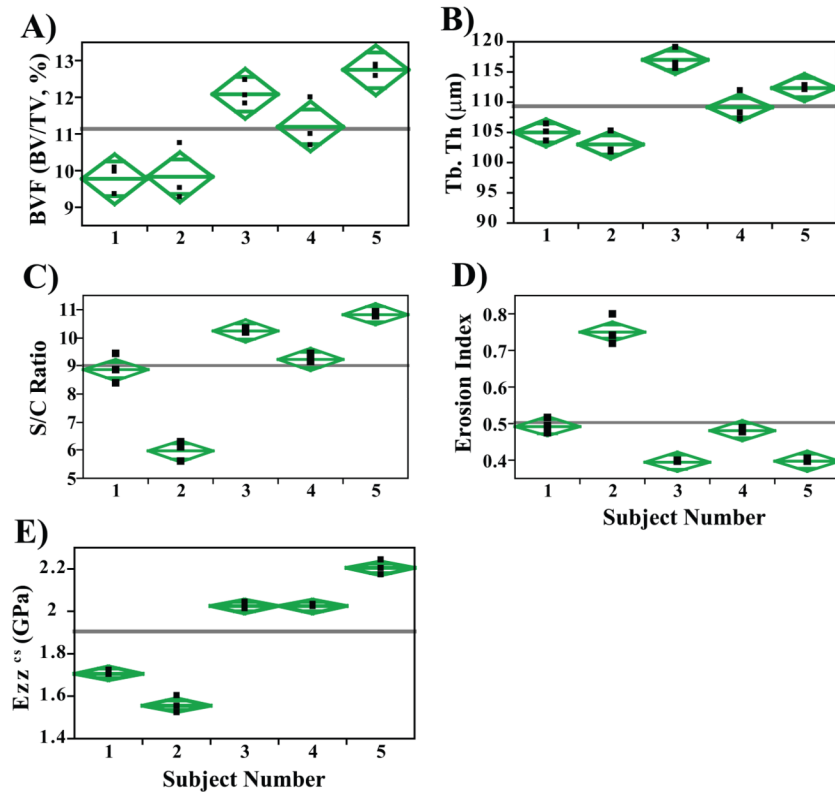 A)
BVF (BV/TV, %)
13
12
11
10
9
1 2 3 4 5
B)
Tb. Th (μm)
120
115
110
105
100
95
90
1 2 3 4 5
C)
S/C Ratio
11
10
9
8
7
6
5
1 2 3 4 5
D)
Erosion Index
0.8
0.7
0.6
0.5
0.4
1 2 3 4 5
Subject Number
E)
Ezz cs (GPa)
2.2
2
1.8
1.6
1.4
1 2 3 4 5
Subject Number